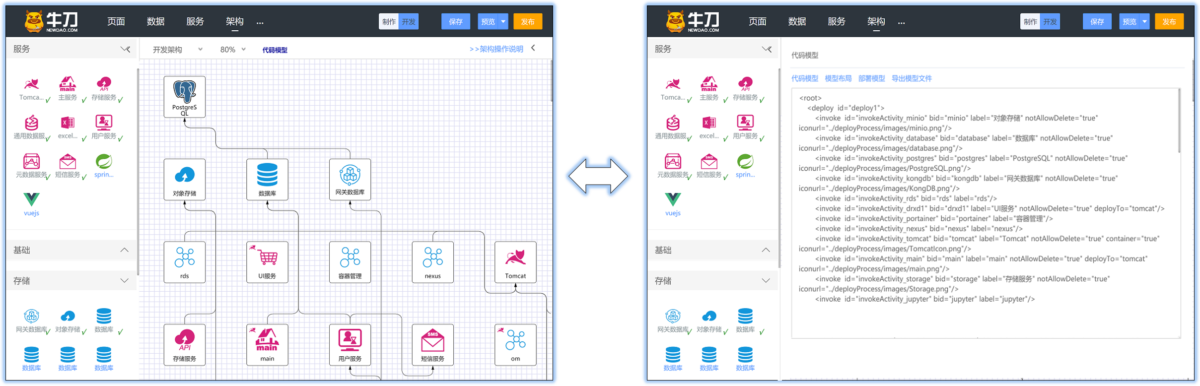 牛刀
NEWDAO.COM
页面 数据 服务 架构 ...
制作 开发 保存 预览 发布
服务
开发架构 80% 代码模型 >>架构操作说明
Tomca... 主服务 存储服务
通用数据服... excel... 用户服务
元数据服务 短信服务 sprin...
vuejs
基础
存储
网关数据库 对象存储 数据库
数据库 数据库 数据库
PostgreS
QL
对象存储 数据库 网关数据库
rds UI服务 容器管理 nexus Tomcat
API main SMS
存储服务 main 用户服务 短信服务 om
牛刀
NEWDAO.COM
页面 数据 服务 架构 ...
制作 开发 保存 预览 发布
服务
Tomca... 主服务 存储服务
通用数据服... excel... 用户服务
元数据服务 短信服务 sprin...
vuejs
基础
存储
网关数据库 对象存储 数据库
数据库 数据库 数据库
代码模型
代码模型 模型布局 部署模型 导出模型文件
<root>
<deploy id="deploy1">
<invoke id="invokeActivity_minio" bid="minio" label="对象存储" notAllowDelete="true"
iconurl="../deployProcess/images/minio.png"/>
<invoke id="invokeActivity_database" bid="database" label="数据库" notAllowDelete="true"
iconurl="../deployProcess/images/database.png"/>
<invoke id="invokeActivity_postgres" bid="postgres" label="PostgreSQL" notAllowDelete="true"
iconurl="../deployProcess/images/PostgreSQL.png"/>
<invoke id="invokeActivity_kongdb" bid="kongdb" label="网关数据库" notAllowDelete="true"
iconurl="../deployProcess/images/KongDB.png"/>
<invoke id="invokeActivity_rds" bid="rds" label="rds"/>
<invoke id="invokeActivity_drxd1" bid="drxd1" label="UI服务" notAllowDelete="true" deployTo="tomcat"/>
<invoke id="invokeActivity_portainer" bid="portainer" label="容器管理"/>
<invoke id="invokeActivity_nexus" bid="nexus" label="nexus"/>
<invoke id="invokeActivity_tomcat" bid="tomcat" label="Tomcat" notAllowDelete="true" container="true"
iconurl="../deployProcess/images/TomcatIcon.png"/>
<invoke id="invokeActivity_main" bid="main" label="main" notAllowDelete="true" deployTo="tomcat"
iconurl="../deployProcess/images/main.png"/>
<invoke id="invokeActivity_storage" bid="storage" label="存储服务" notAllowDelete="true"
iconurl="../deployProcess/images/Storage.png"/>
<invoke id="invokeActivity_jupyter" bid="jupyter" label="jupyter"/>